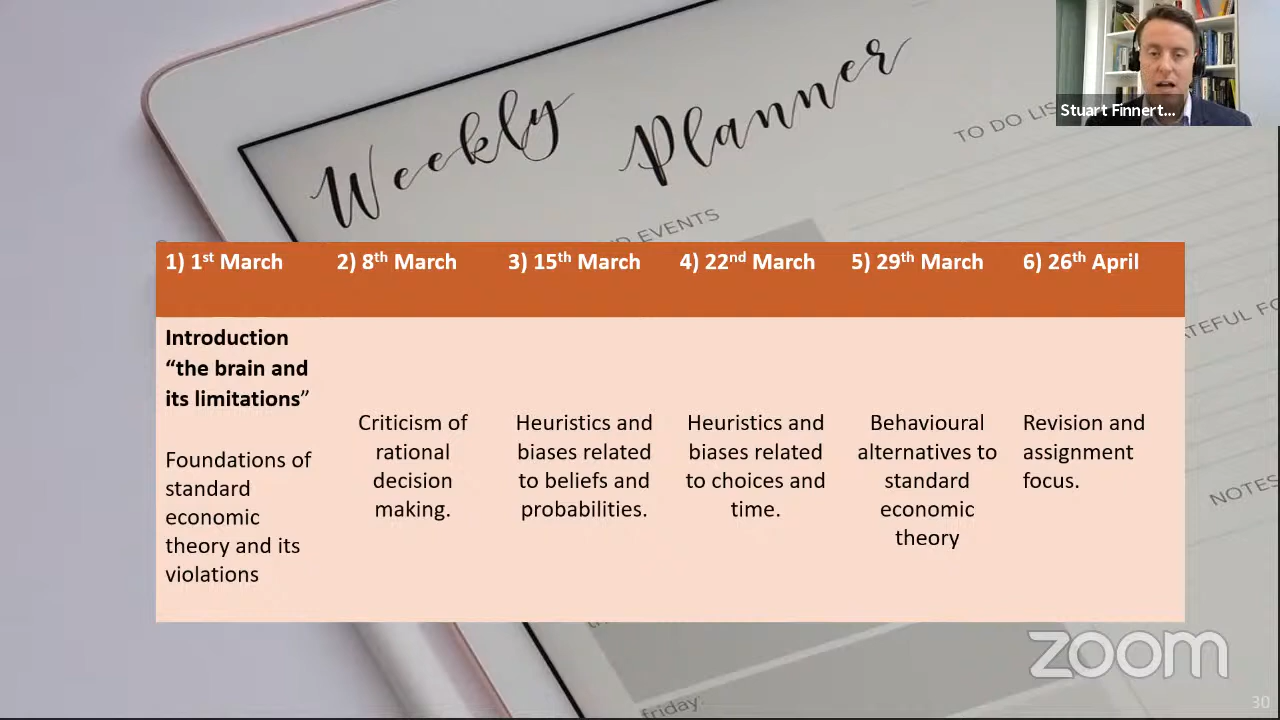 Weekly Planner
TO DO LIS
Stuart Finnert...
D EVENTS
1) 1st March
2) 8th March
3) 15th March
4) 22nd March
5) 29th March
6) 26th April
Introduction
“the brain and
its limitations”
Foundations of
standard
economic
theory and its
violations
Criticism of
rational
decision
making.
Heuristics and
biases related
to beliefs and
probabilities.
Heuristics and
biases related
to choices and
time.
Behavioural
alternatives to
standard
economic
theory
Revision and
assignment
focus.
ATEFUL FO
NOTES
friday:
zoom
30